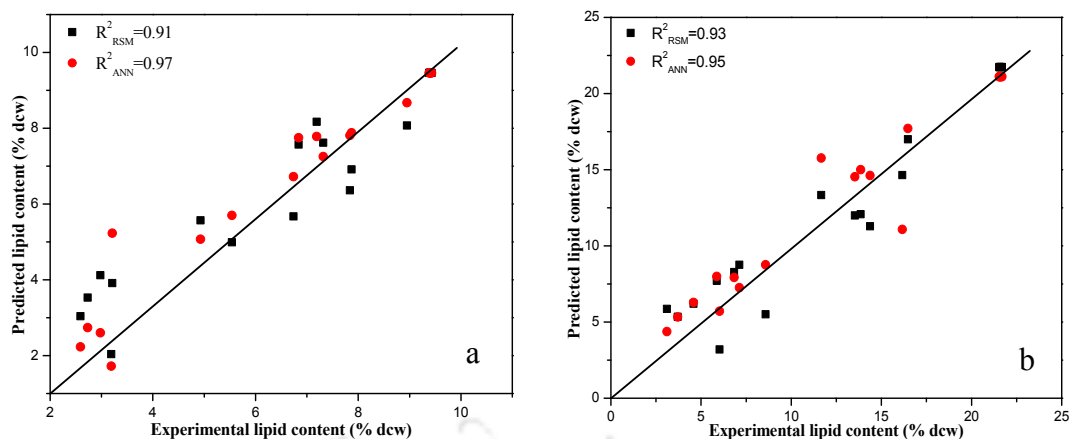 R²RSM=0.91
R²ANN=0.97
10
8
6
4
2
2 4 6 8 10
Predicted lipid content (% dcw)
Experimental lipid content (% dcw)
a
R²RSM=0.93
R²ANN=0.95
25
20
15
10
5
0
0 5 10 15 20 25
Predicted lipid content (% dcw)
Experimental lipid content (% dcw)
b